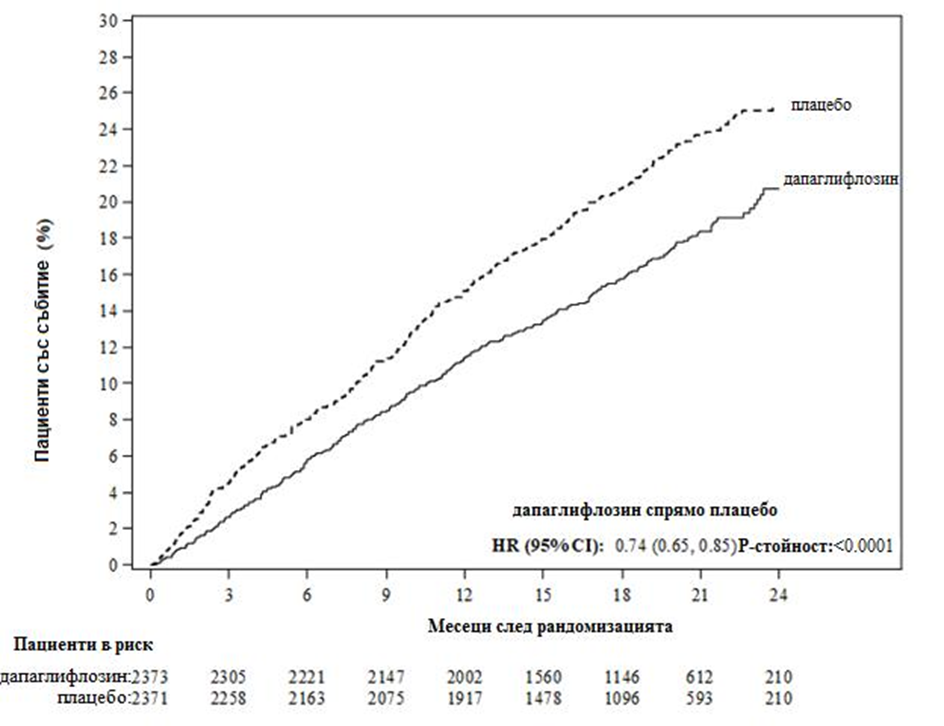 30
28
26
24
22
20
18
16
14
12
10
8
6
4
2
0
Пациенти със събитие (%)
плацебо
дапаглифлозин
дапаглифлозин спрямо плацебо
HR (95%CI): 0.74 (0.65, 0.85)Р-стойност:<0.0001
0 3 6 9 12 15 18 21 24
Месеци след рандомизацията
Пациенти в риск
дапаглифлозин:2373 2305 2221 2147 2002 1560 1146 612 210
плацебо:2371 2258 2163 2075 1917 1478 1096 593 210